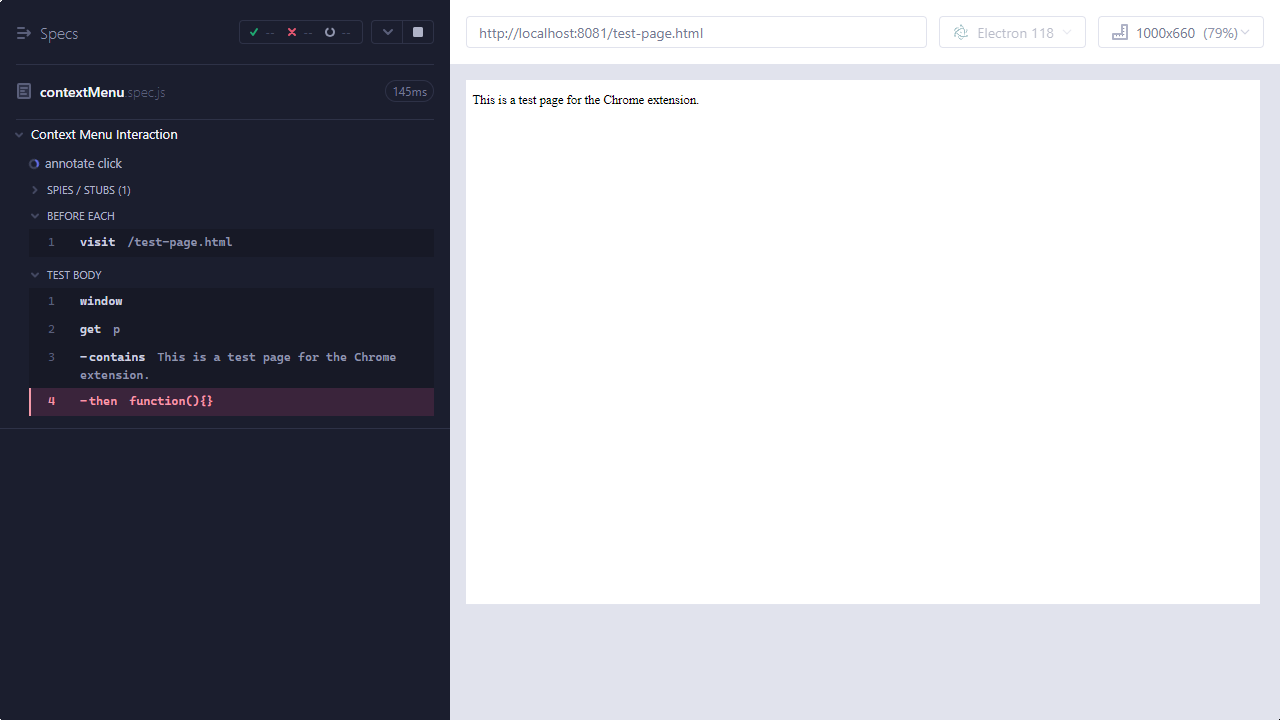 Specs
-- -- --
http://localhost:8081/test-page.html
Electron 118
1000x660 (79%)
contextMenu.spec.js
145ms
This is a test page for the Chrome extension.
Context Menu Interaction
annotate click
SPIES / STUBS (1)
BEFORE EACH
1 visit /test-page.html
TEST BODY
1 window
2 get p
3 -contains This is a test page for the Chrome
extension.
4 -then function(){}